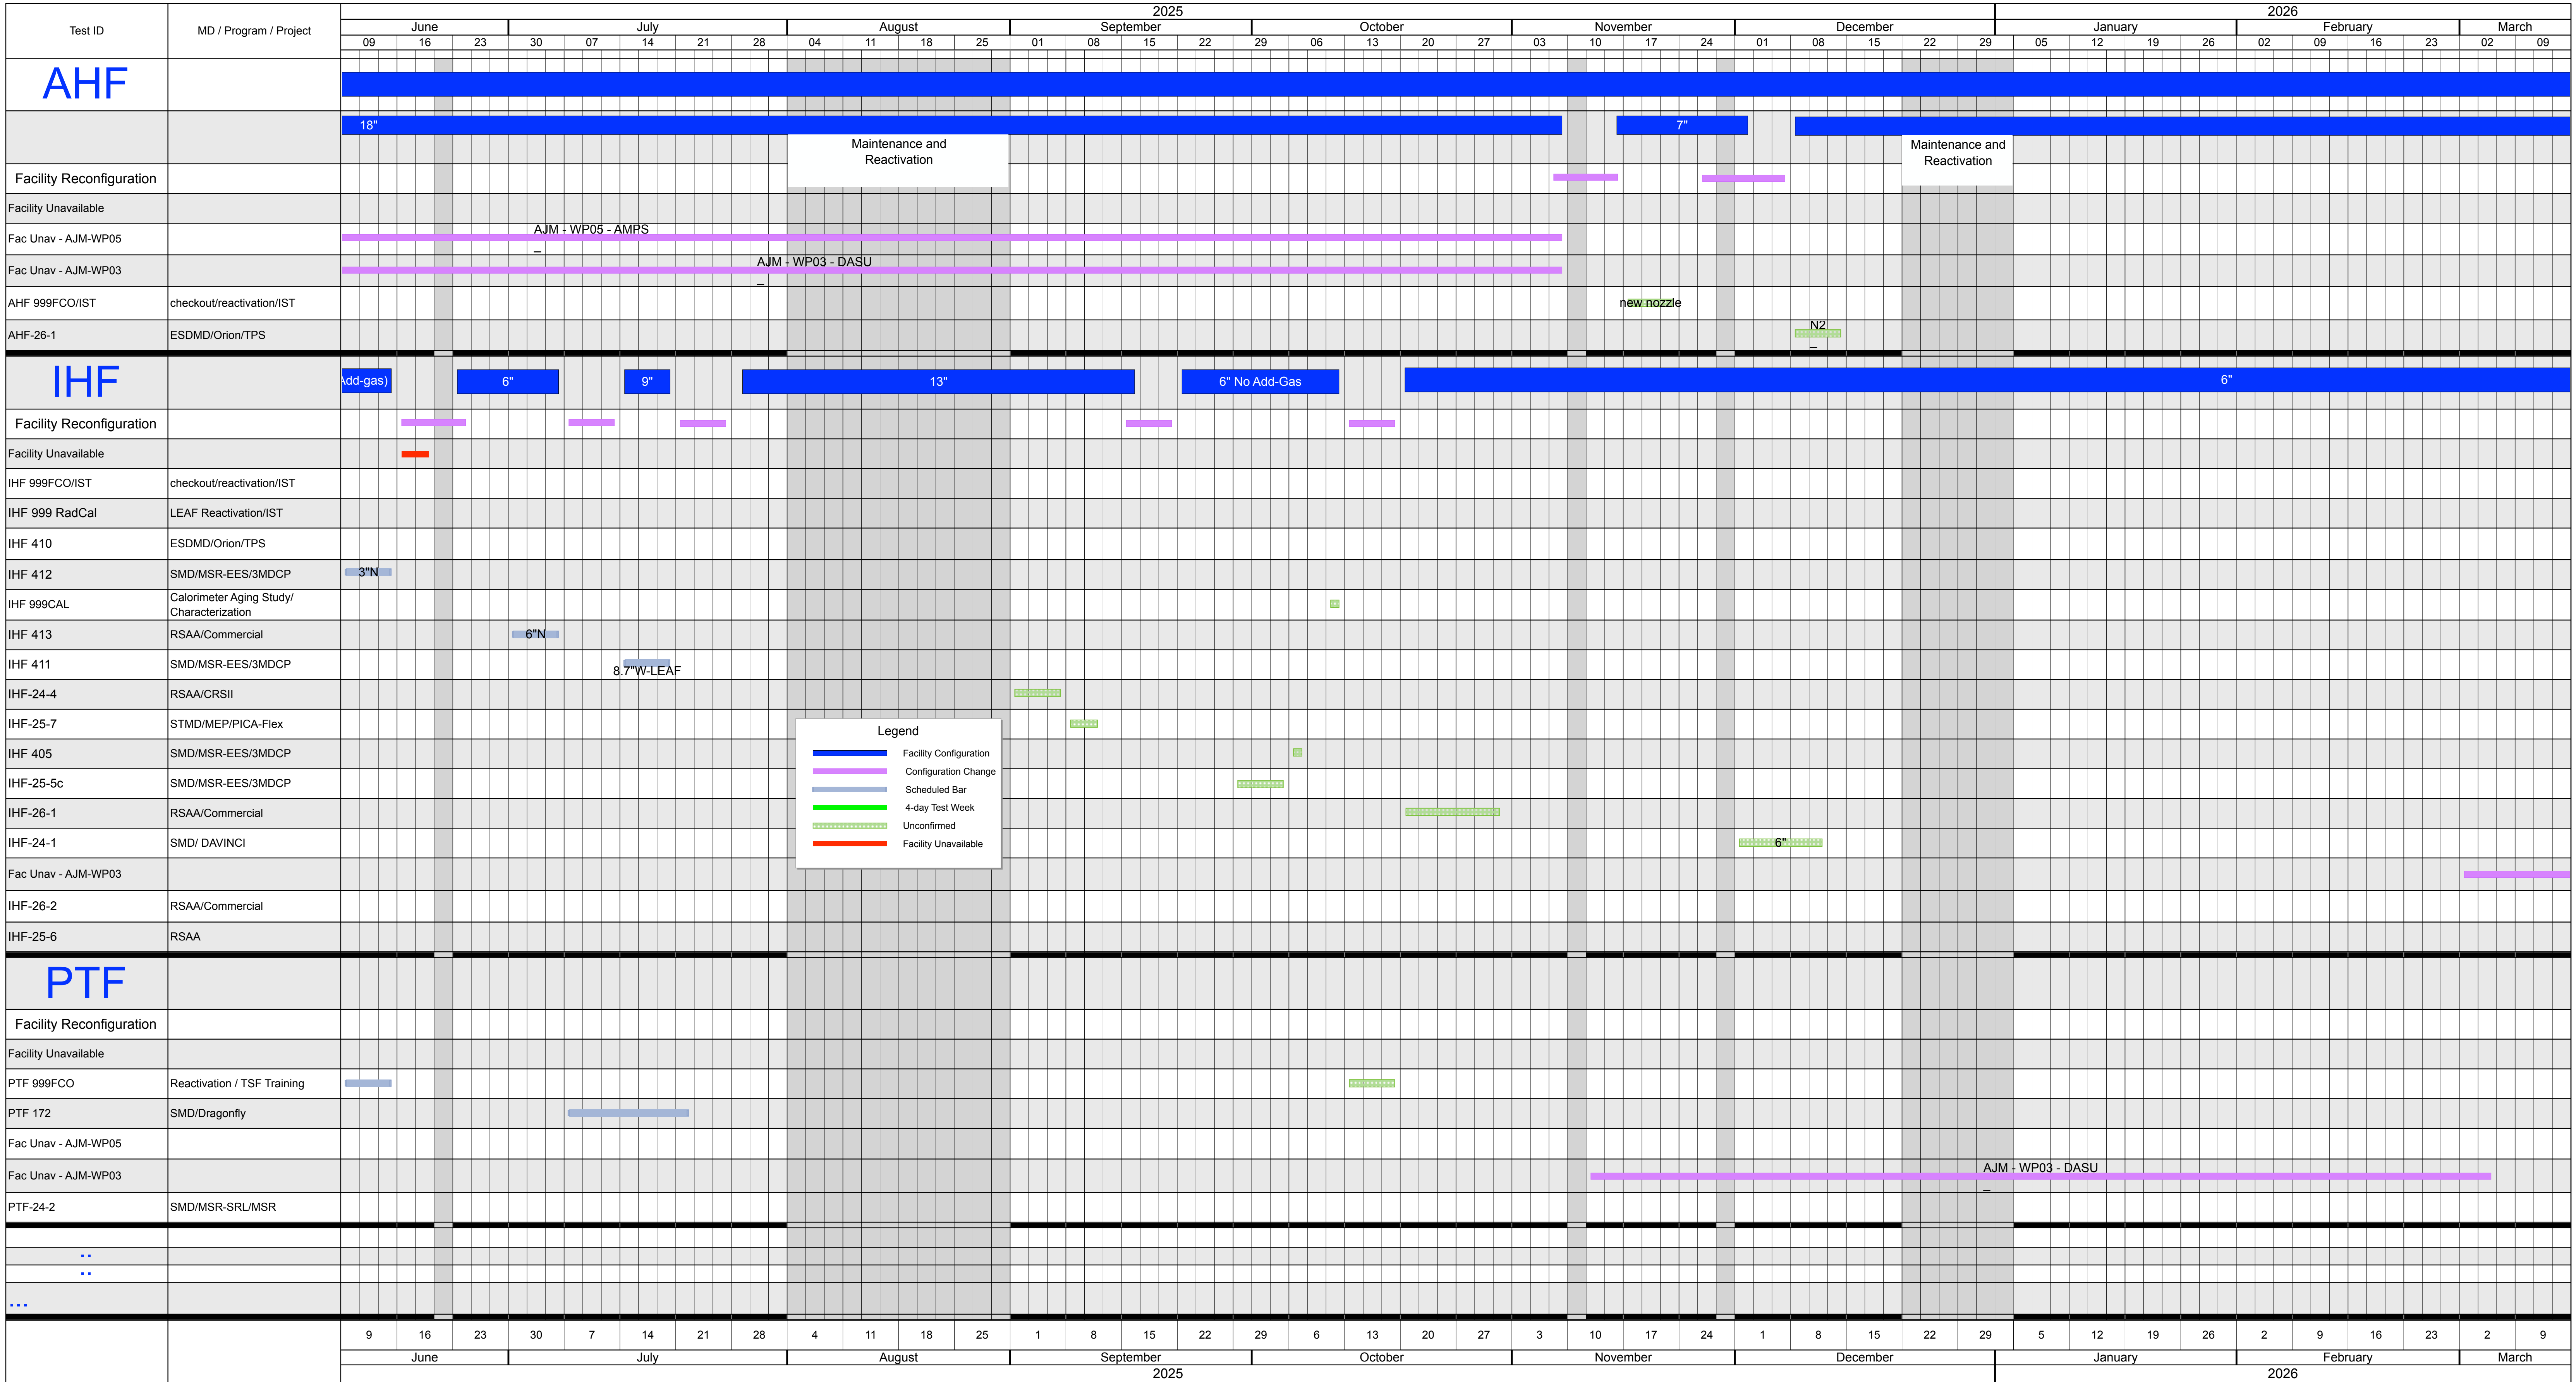 2025 2026
Test ID MD / Program / Project June July August September October November December January February March
09 16 23 30 07 14 21 28 04 11 18 25 01 08 15 22 29 06 13 20 27 03 10 17 24 01 08 15 22 29 05 12 19 26 02 09 16 23 02 09
AHF
18" 7"
Maintenance and
Reactivation
Maintenance and
Reactivation
Facility Reconfiguration
Facility Unavailable
Fac Unav - AJM-WP05 AJM - WP05 - AMPS
_
Fac Unav - AJM-WP03 AJM - WP03 - DASU
_
AHF 999FCO/IST checkout/reactivation/IST new nozzle
AHF-26-1 ESDMD/Orion/TPS N2
_
IHF Add-gas) 6" 9" 13" 6" No Add-Gas 6"
Facility Reconfiguration
Facility Unavailable
IHF 999FCO/IST checkout/reactivation/IST
IHF 999 RadCal LEAF Reactivation/IST
IHF 410 ESDMD/Orion/TPS
IHF 412 SMD/MSR-EES/3MDCP 3"N
IHF 999CAL Calorimeter Aging Study/
Characterization
IHF 413 RSAA/Commercial 6"N
IHF 411 SMD/MSR-EES/3MDCP 8.7"W-LEAF
IHF-24-4 RSAA/CRSII
IHF-25-7 STMD/MEP/PICA-Flex
IHF 405 SMD/MSR-EES/3MDCP
IHF-25-5c SMD/MSR-EES/3MDCP
IHF-26-1 RSAA/Commercial
IHF-24-1 SMD/ DAVINCI 6"
Fac Unav - AJM-WP03
IHF-26-2 RSAA/Commercial
IHF-25-6 RSAA
Legend
Facility Configuration
Configuration Change
Scheduled Bar
4-day Test Week
Unconfirmed
Facility Unavailable
PTF
Facility Reconfiguration
Facility Unavailable
PTF 999FCO Reactivation / TSF Training
PTF 172 SMD/Dragonfly
Fac Unav - AJM-WP05
Fac Unav - AJM-WP03 AJM - WP03 - DASU
_
PTF-24-2 SMD/MSR-SRL/MSR
..
..
...
9 16 23 30 7 14 21 28 4 11 18 25 1 8 15 22 29 6 13 20 27 3 10 17 24 1 8 15 22 29 5 12 19 26 2 9 16 23 2 9
June July August September October November December January February March
2025 2026